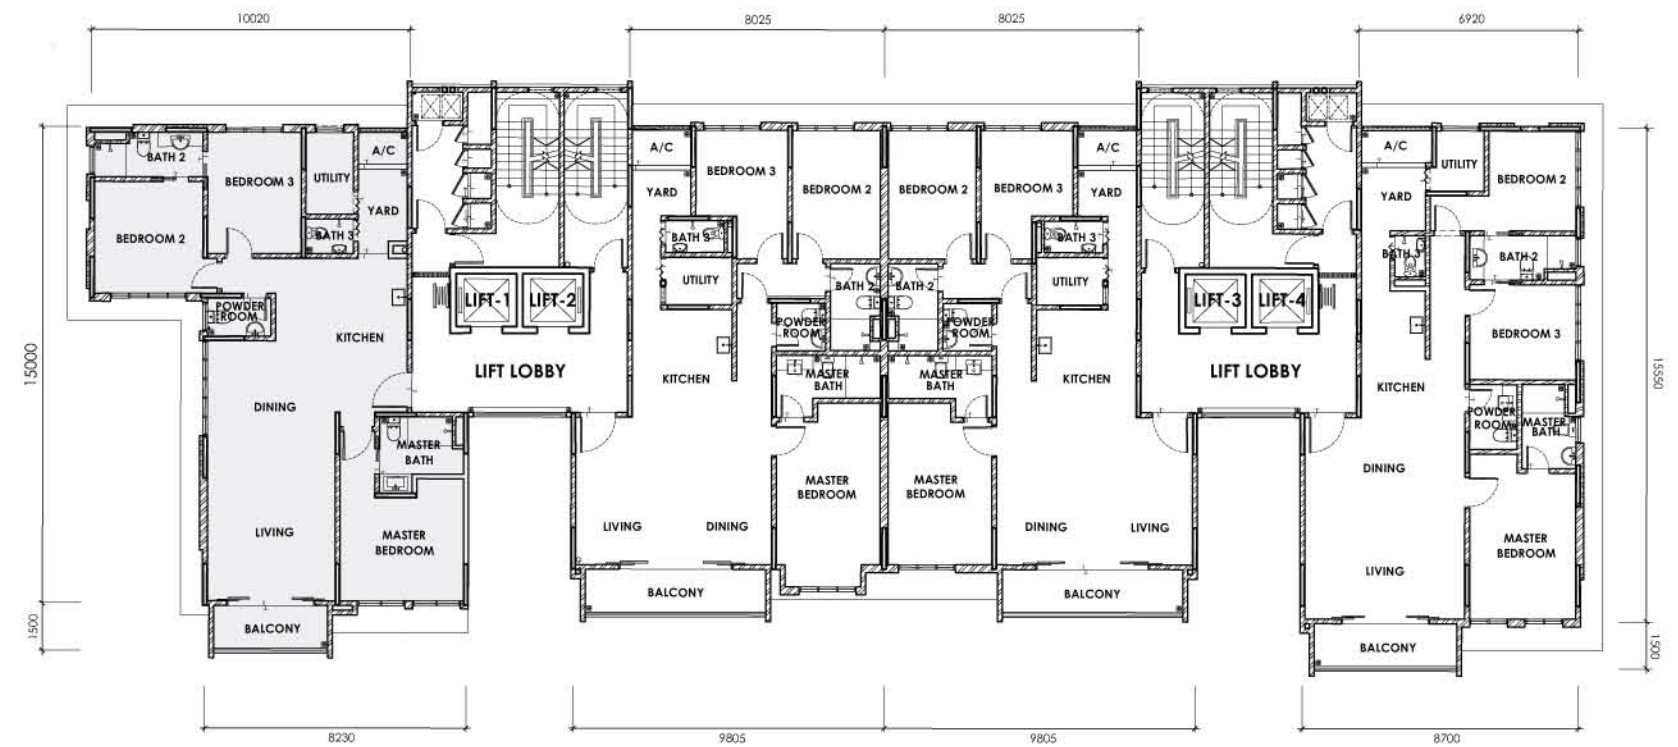 10020
8025
8025
6920
15000
1500
15550
1500
BATH 2
BEDROOM 3
UTILITY
A/C
YARD
BEDROOM 2
BATH 3
POWDER
ROOM
KITCHEN
DINING
MASTER
BATH
LIVING
MASTER
BEDROOM
BALCONY
LIFT-1
LIFT-2
LIFT LOBBY
A/C
YARD
BEDROOM 3
BEDROOM 2
BATH 3
UTILITY
BATH 2
POWDER
ROOM
KITCHEN
MASTER
BATH
MASTER
BEDROOM
LIVING
DINING
BALCONY
BEDROOM 2
BEDROOM 3
A/C
YARD
BATH 3
UTILITY
BATH 2
POWDER
ROOM
MASTER
BATH
KITCHEN
MASTER
BEDROOM
DINING
LIVING
BALCONY
LIFT-3
LIFT-4
LIFT LOBBY
A/C
UTILITY
BEDROOM 2
YARD
BATH 3
BATH 2
BEDROOM 3
KITCHEN
POWDER
ROOM
MASTER
BATH
DINING
MASTER
BEDROOM
LIVING
BALCONY
8230
9805
9805
8700